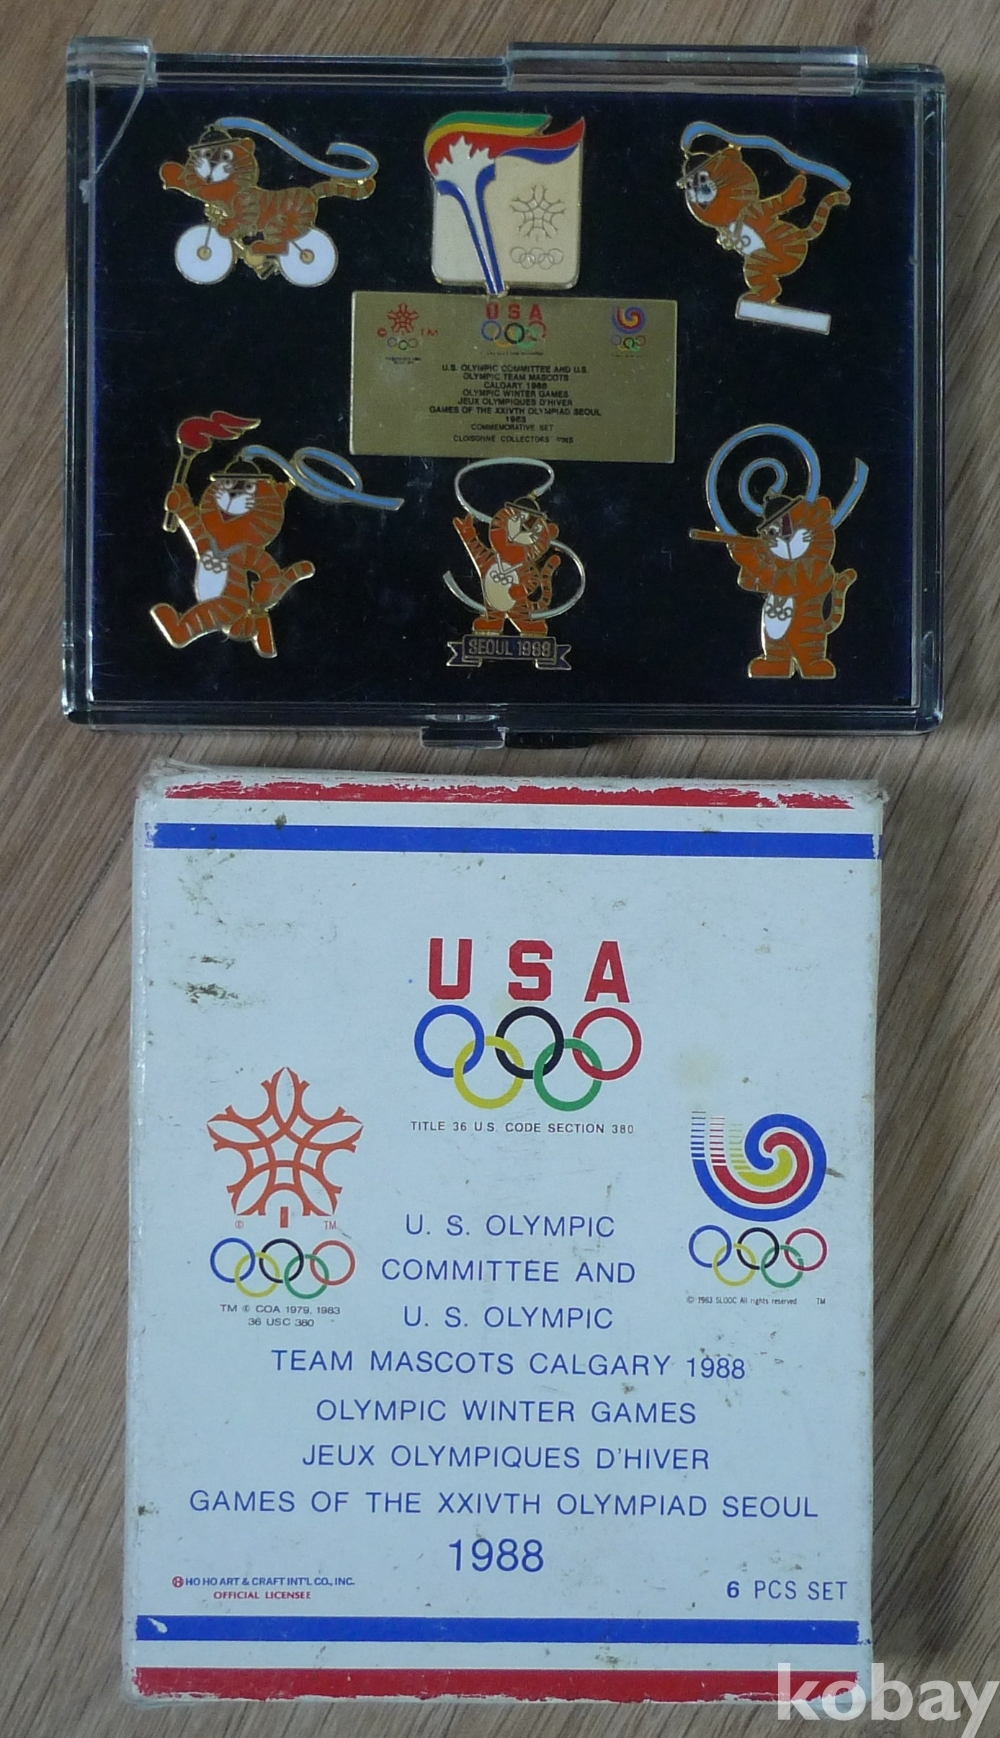 © TM
USA
U.S. OLYMPIC COMMITTEE AND U.S.
OLYMPIC TEAM MASCOTS
CALGARY 1988
OLYMPIC WINTER GAMES
JEUX OLYMPIQUES D'HIVER
GAMES OF THE XXIVTH OLYMPIAD SEOUL
1988
COMMEMORATIVE SET
CLOISONNE COLLECTORS PINS
SEOUL 1988
USA
TITLE 36 U.S. CODE SECTION 380
© TM
TM © COA 1979, 1983
36 USC 380
© 1983 SLOOC All rights reserved TM
U. S. OLYMPIC
COMMITTEE AND
U. S. OLYMPIC
TEAM MASCOTS CALGARY 1988
OLYMPIC WINTER GAMES
JEUX OLYMPIQUES D'HIVER
GAMES OF THE XXIVTH OLYMPIAD SEOUL
1988
HO HO ART & CRAFT INT'L CO., INC.
OFFICIAL LICENSEE
6 PCS SET
kobay